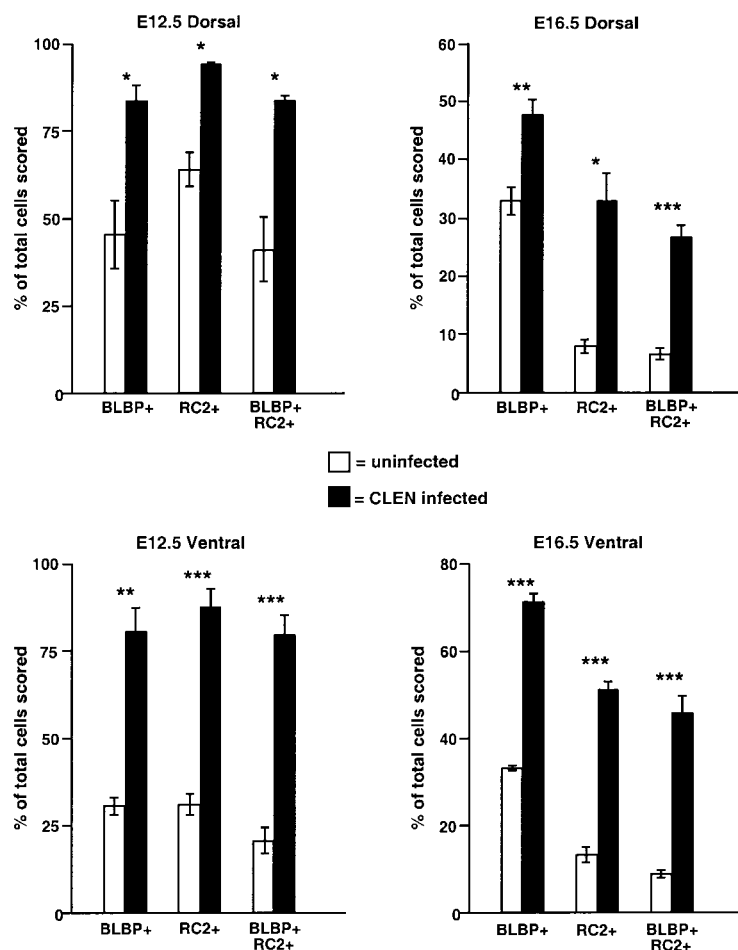 E12.5 Dorsal
% of total cells scored
100
75
50
25
0
*
*
*
BLBP+
RC2+
BLBP+
RC2+
E16.5 Dorsal
% of total cells scored
60
50
40
30
20
10
0
**
*
***
BLBP+
RC2+
BLBP+
RC2+
= uninfected
= CLEN infected
E12.5 Ventral
% of total cells scored
100
75
50
25
0
**
***
***
BLBP+
RC2+
BLBP+
RC2+
E16.5 Ventral
% of total cells scored
80
60
40
20
0
***
***
***
BLBP+
RC2+
BLBP+
RC2+